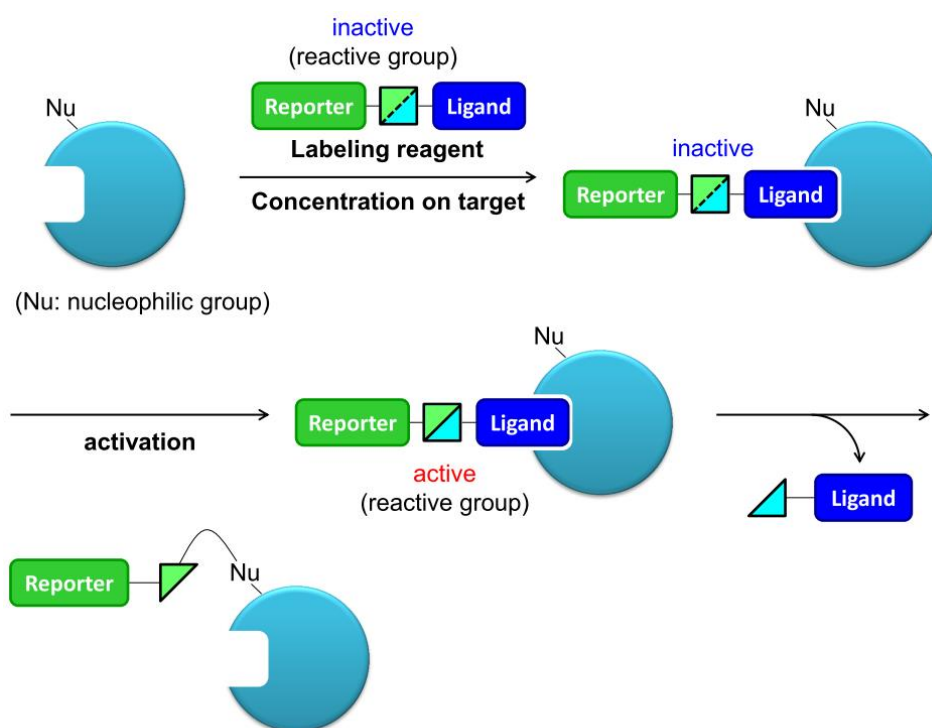 inactive
(reactive group)
Nu
Reporter
Ligand
Nu
Labeling reagent
inactive
Concentration on target
Reporter
Ligand
(Nu: nucleophilic group)
Nu
activation
Reporter
Ligand
active
(reactive group)
Ligand
Reporter
Nu